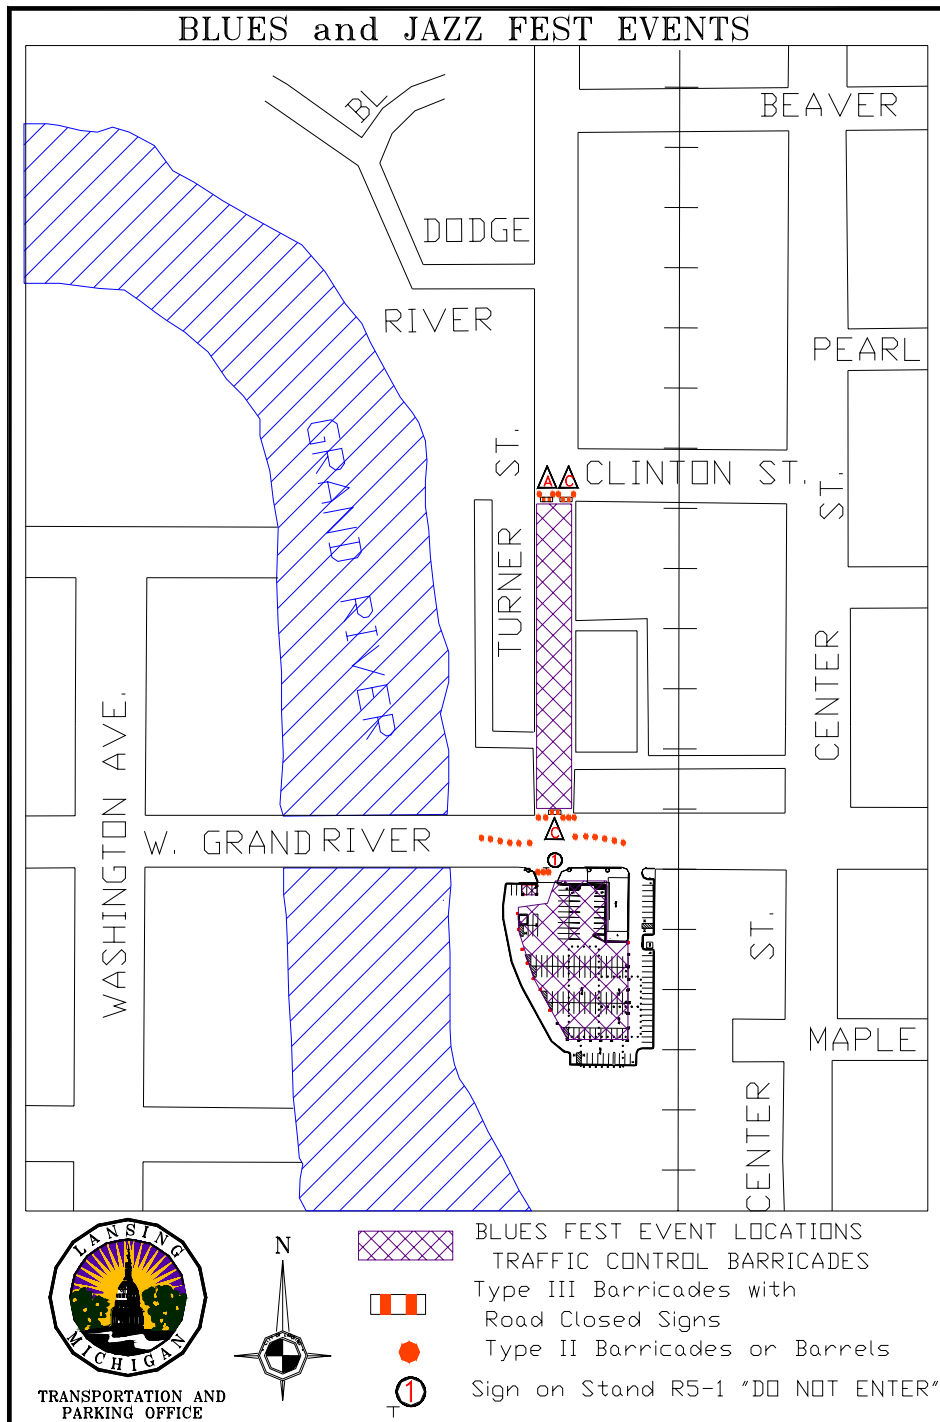 BLUES and JAZZ FEST EVENTS
BL
BEAVER
DODGE
RIVER
PEARL
GRAND RIVER
ST.
TURNER
A
C
CLINTON ST.
ST.
CENTER
WASHINGTON AVE.
W. GRAND RIVER
C
1
ST.
CENTER
MAPLE
LANSING
MICHIGAN
TRANSPORTATION AND
PARKING OFFICE
N
BLUES FEST EVENT LOCATIONS
TRAFFIC CONTROL BARRICADES
Type III Barricades with
Road Closed Signs
Type II Barricades or Barrels
1
T
Sign on Stand R5-1 "DO NOT ENTER"